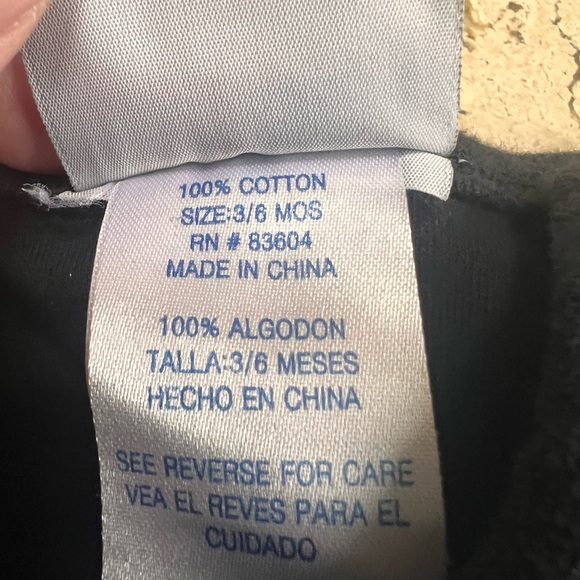 100% COTTON
SIZE:3/6 MOS
RN # 83604
MADE IN CHINA
100% ALGODON
TALLA:3/6 MESES
HECHO EN CHINA
SEE REVERSE FOR CARE
VEA EL REVES PARA EL
CUIDADO